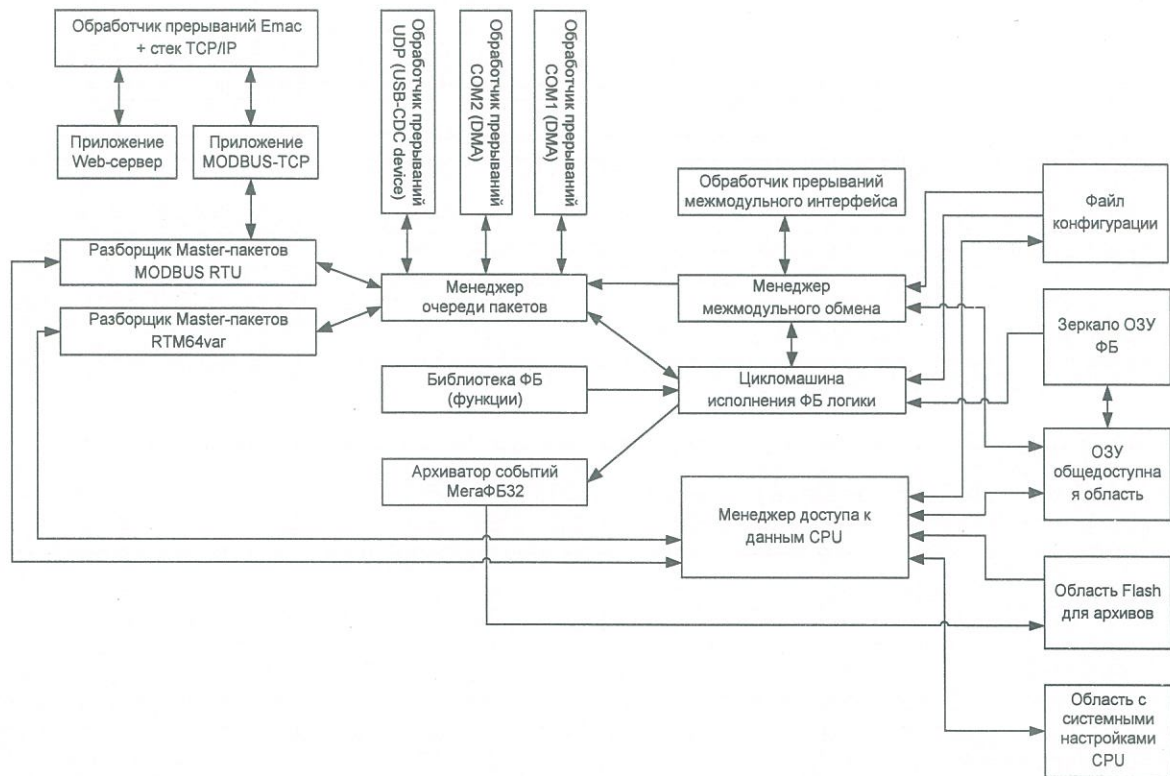 Обработчик прерываний Emac
+ стек TCP/IP
Приложение
Web-сервер
Приложение
MODBUS-TCP
Обработчик прерываний
UDP (USB-CDC device)
Обработчик прерываний
COM2 (DMA)
Обработчик прерываний
COM1 (DMA)
Обработчик прерываний
межмодульного интерфейса
Файл
конфигурации
Разборщик Master-пакетов
MODBUS RTU
Разборщик Master-пакетов
RTM64var
Менеджер
очереди пакетов
Менеджер
межмодульного обмена
Зеркало ОЗУ
ФБ
Библиотека ФБ
(функции)
Цикломашина
исполнения ФБ логики
Архиватор событий
МегаФБ32
Менеджер доступа к
данным CPU
ОЗУ
общедоступна
я область
Область Flash
для архивов
Область с
системными
настройками
CPU